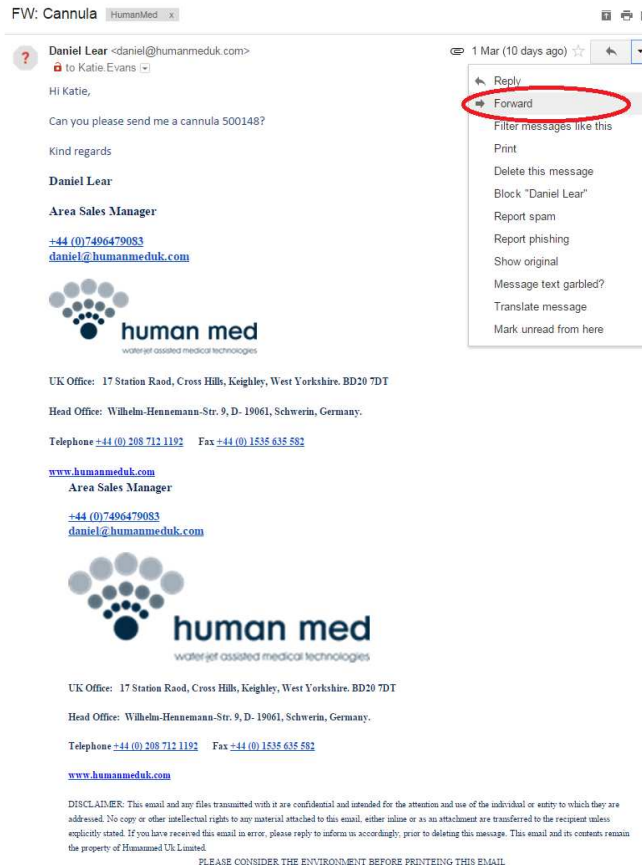 FW: Cannula HumanMed x
Daniel Lear <daniel@humanmeduk.com>
1 Mar (10 days ago)
to Katie.Evans
Hi Katie,
Can you please send me a cannula 500148?
Kind regards
Daniel Lear
Area Sales Manager
+44 (0)7496479083
daniel@humanmeduk.com
human med
water-jet assisted medical technologies
UK Office: 17 Station Raod, Cross Hills, Keighley, West Yorkshire. BD20 7DT
Head Office: Wilhelm-Hennemann-Str. 9, D- 19061, Schwerin, Germany.
Telephone +44 (0) 208 712 1192 Fax +44 (0) 1535 635 582
www.humanmeduk.com
Reply
Forward
Filter messages like this
Print
Delete this message
Block "Daniel Lear"
Report spam
Report phishing
Show original
Message text garbled?
Translate message
Mark unread from here
Area Sales Manager
+44 (0)7496479083
daniel@humanmeduk.com
human med
water-jet assisted medical technologies
UK Office: 17 Station Raod, Cross Hills, Keighley, West Yorkshire. BD20 7DT
Head Office: Wilhelm-Hennemann-Str. 9, D- 19061, Schwerin, Germany.
Telephone +44 (0) 208 712 1192 Fax +44 (0) 1535 635 582
www.humanmeduk.com
DISCLAIMER: This email and any files transmitted with it are confidential and intended for the attention and use of the individual or entity to which they are
addressed. No copy or other intellectual rights to any material attached to this email, either inline or as an attachment are transferred to the recipient unless
explicitly stated. If you have received this email in error, please reply to inform us accordingly, prior to deleting this message. This email and its contents remain
the property of Humanmed Uk Limited.
PLEASE CONSIDER THE ENVIRONMENT BEFORE PRINTEING THIS EMAIL